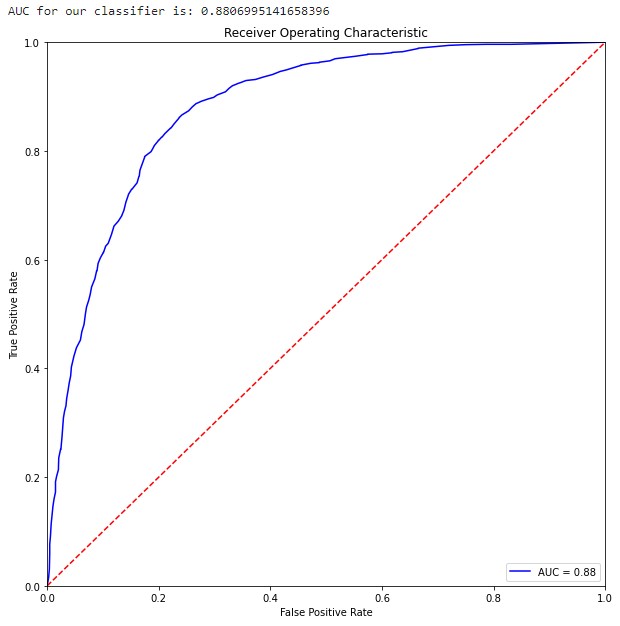 AUC for our classifier is: 0.8806995141658396
Receiver Operating Characteristic
1.0
0.8
0.6
0.4
0.2
0.0
True Positive Rate
AUC = 0.88
0.0 0.2 0.4 0.6 0.8 1.0
False Positive Rate